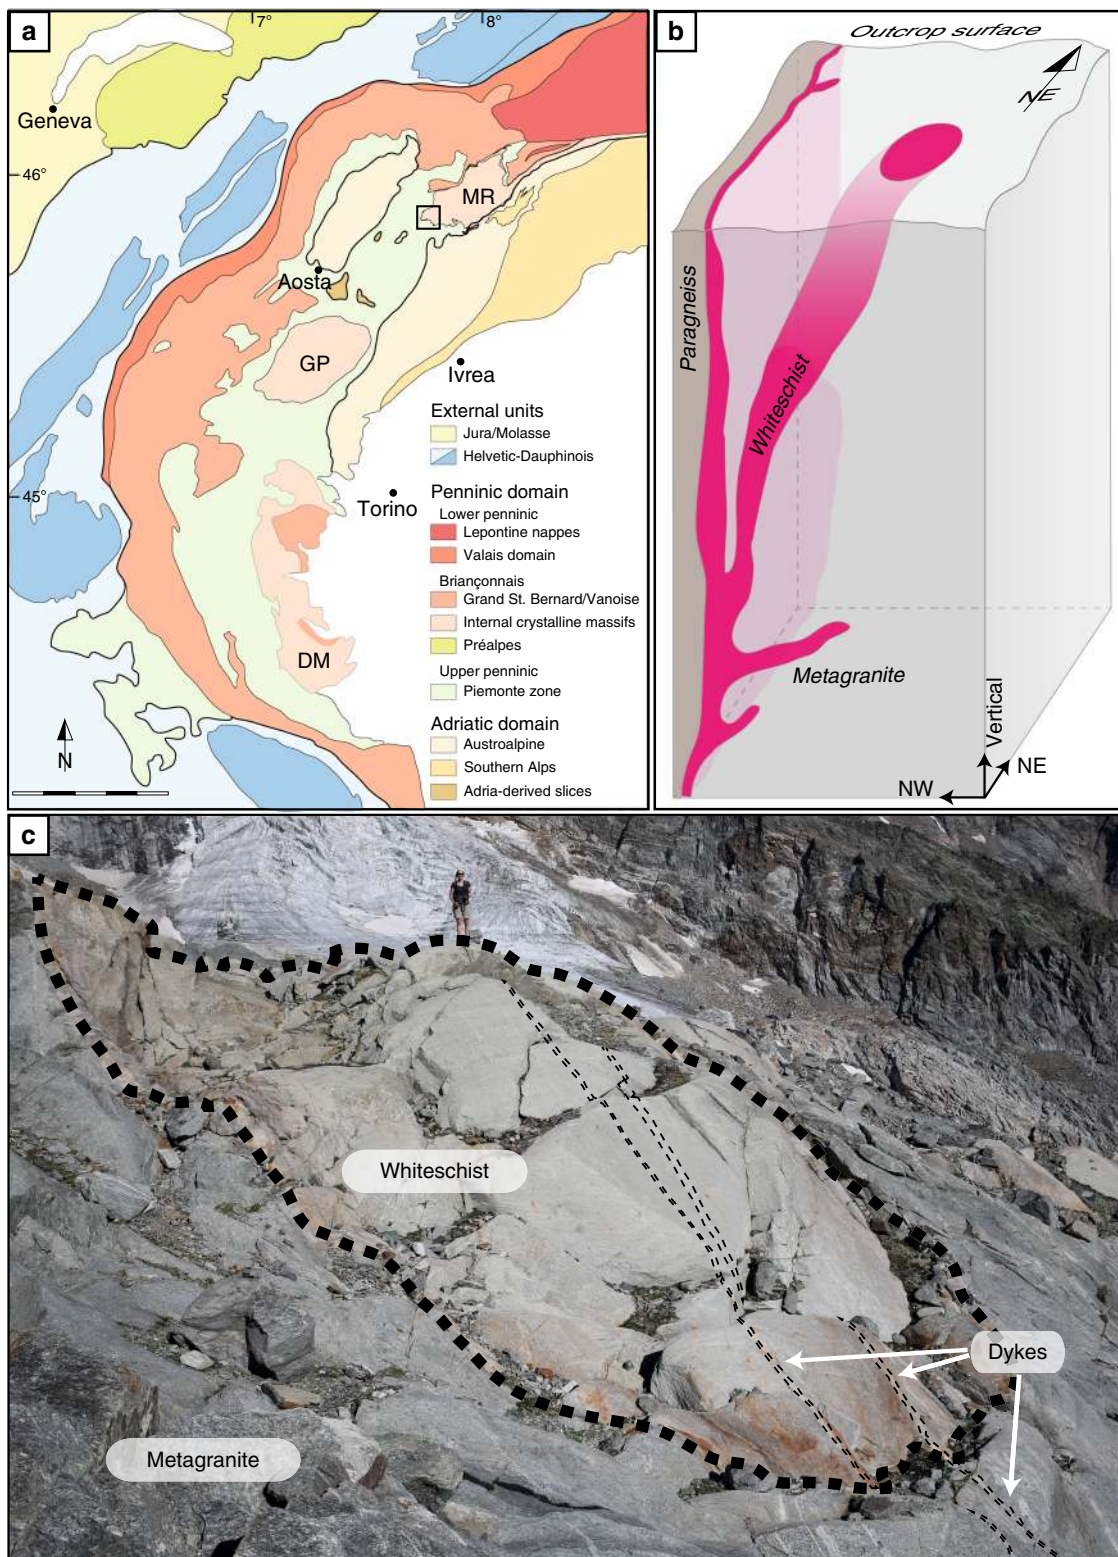 a
7°
8°
Geneva
46°
MR
Aosta
GP
Ivrea
45°
Torino
DM
N
External units
Jura/Molasse
Helvetic-Dauphinois
Penninic domain
Lower penninic
Lepontine nappes
Valais domain
Briançonnais
Grand St. Bernard/Vanoise
Internal crystalline massifs
Préalpes
Upper penninic
Piemonte zone
Adriatic domain
Austroalpine
Southern Alps
Adria-derived slices
b
Outcrop surface
NE
Paragneiss
Whiteschist
Metagranite
Vertical
NE
NW
c
Whiteschist
Dykes
Metagranite